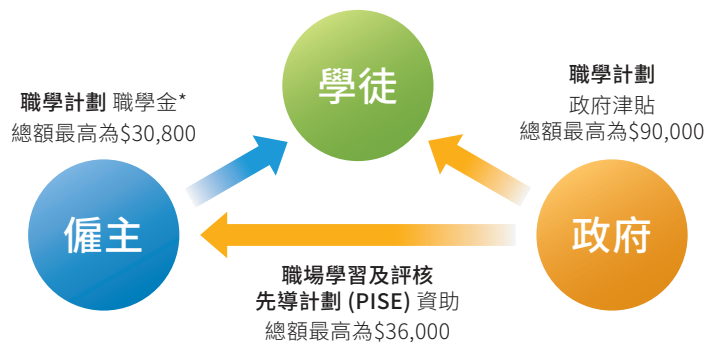 學徒
職學計劃 職學金*
總額最高為$30,800
職學計劃
政府津貼
總額最高為$90,000
僱主
政府
職場學習及評核
先導計劃 (PISE) 資助
總額最高為$36,000